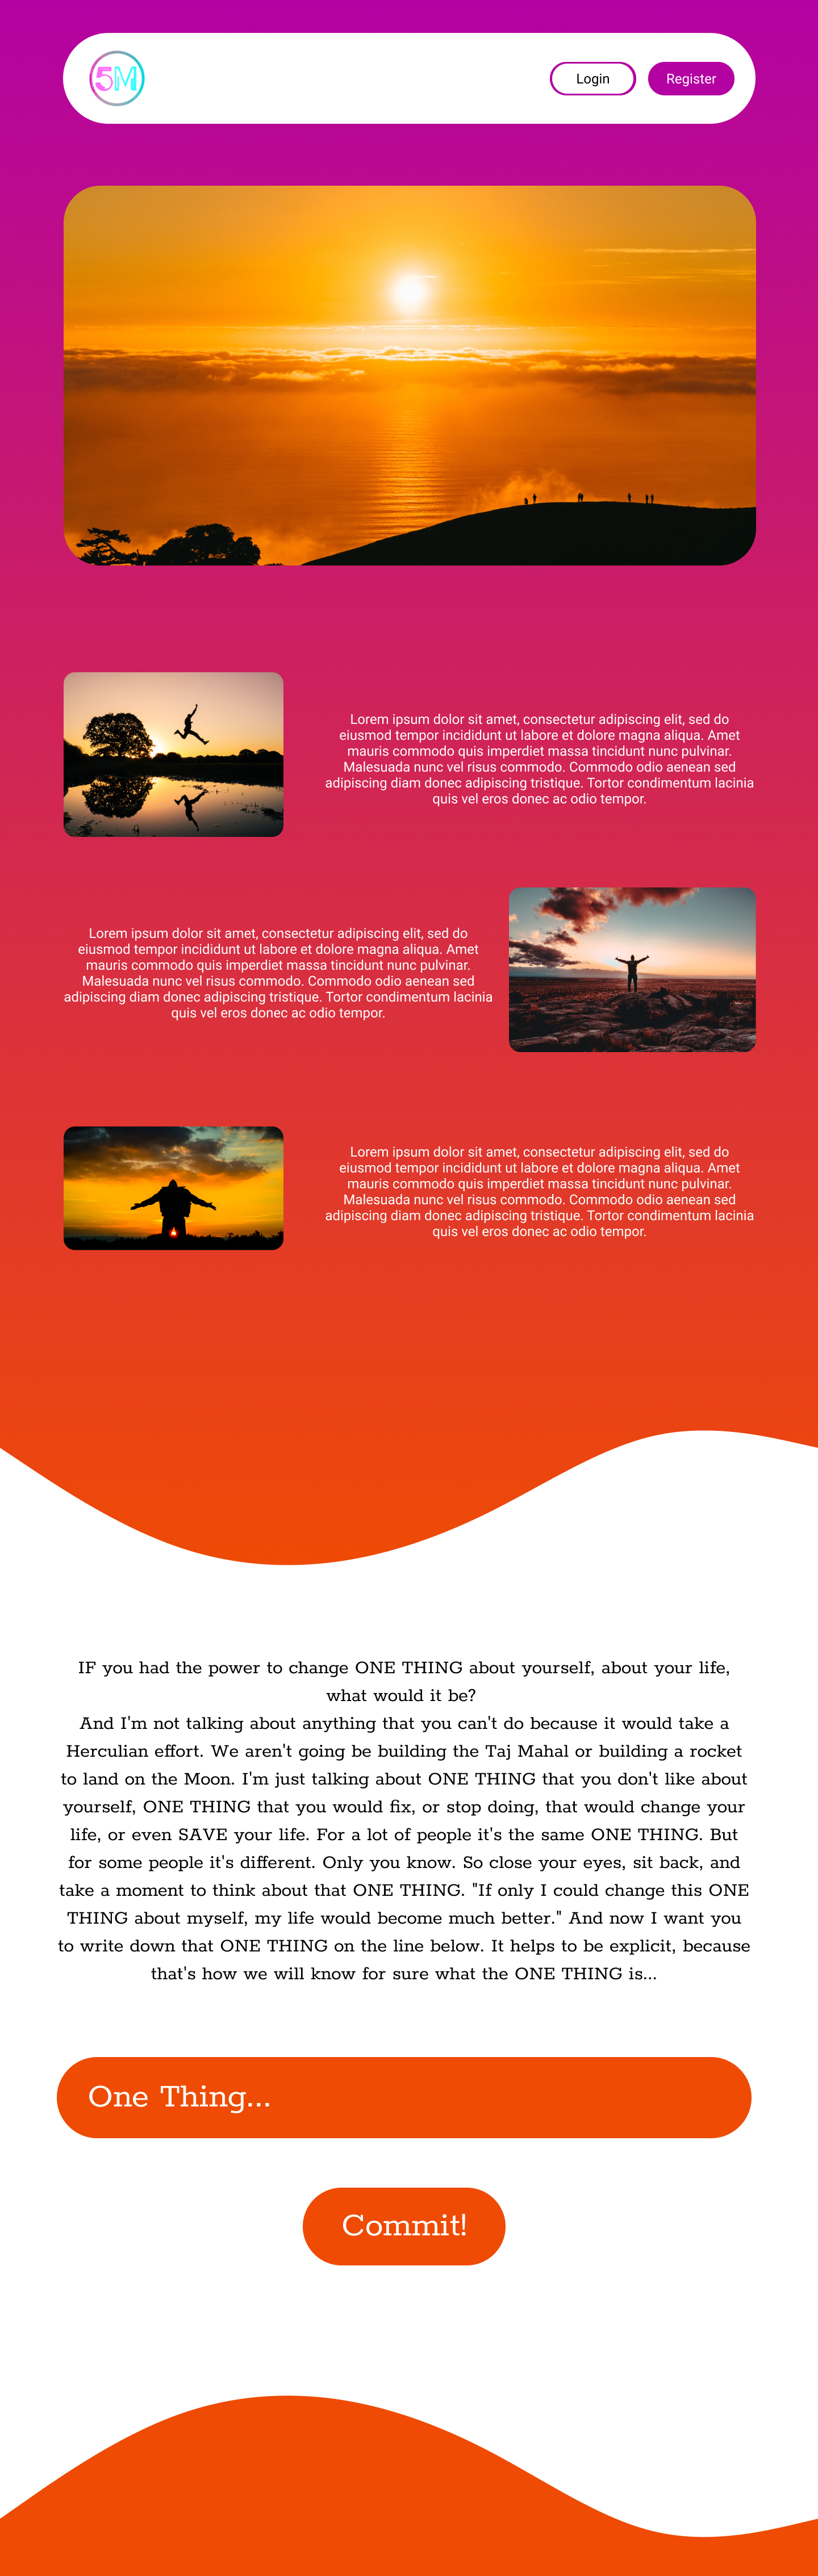 5M
Login
Register
Lorem ipsum dolor sit amet, consectetur adipiscing elit, sed do
eiusmod tempor incididunt ut labore et dolore magna aliqua. Amet
mauris commodo quis imperdiet massa tincidunt nunc pulvinar.
Malesuada nunc vel risus commodo. Commodo odio aenean sed
adipiscing diam donec adipiscing tristique. Tortor condimentum lacinia
quis vel eros donec ac odio tempor.
Lorem ipsum dolor sit amet, consectetur adipiscing elit, sed do
eiusmod tempor incididunt ut labore et dolore magna aliqua. Amet
mauris commodo quis imperdiet massa tincidunt nunc pulvinar.
Malesuada nunc vel risus commodo. Commodo odio aenean sed
adipiscing diam donec adipiscing tristique. Tortor condimentum lacinia
quis vel eros donec ac odio tempor.
Lorem ipsum dolor sit amet, consectetur adipiscing elit, sed do
eiusmod tempor incididunt ut labore et dolore magna aliqua. Amet
mauris commodo quis imperdiet massa tincidunt nunc pulvinar.
Malesuada nunc vel risus commodo. Commodo odio aenean sed
adipiscing diam donec adipiscing tristique. Tortor condimentum lacinia
quis vel eros donec ac odio tempor.
IF you had the power to change ONE THING about yourself, about your life,
what would it be?
And I'm not talking about anything that you can't do because it would take a
Herculian effort. We aren't going be building the Taj Mahal or building a rocket
to land on the Moon. I'm just talking about ONE THING that you don't like about
yourself, ONE THING that you would fix, or stop doing, that would change your
life, or even SAVE your life. For a lot of people it's the same ONE THING. But
for some people it's different. Only you know. So close your eyes, sit back, and
take a moment to think about that ONE THING. "If only I could change this ONE
THING about myself, my life would become much better." And now I want you
to write down that ONE THING on the line below. It helps to be explicit, because
that's how we will know for sure what the ONE THING is...
One Thing...
Commit!